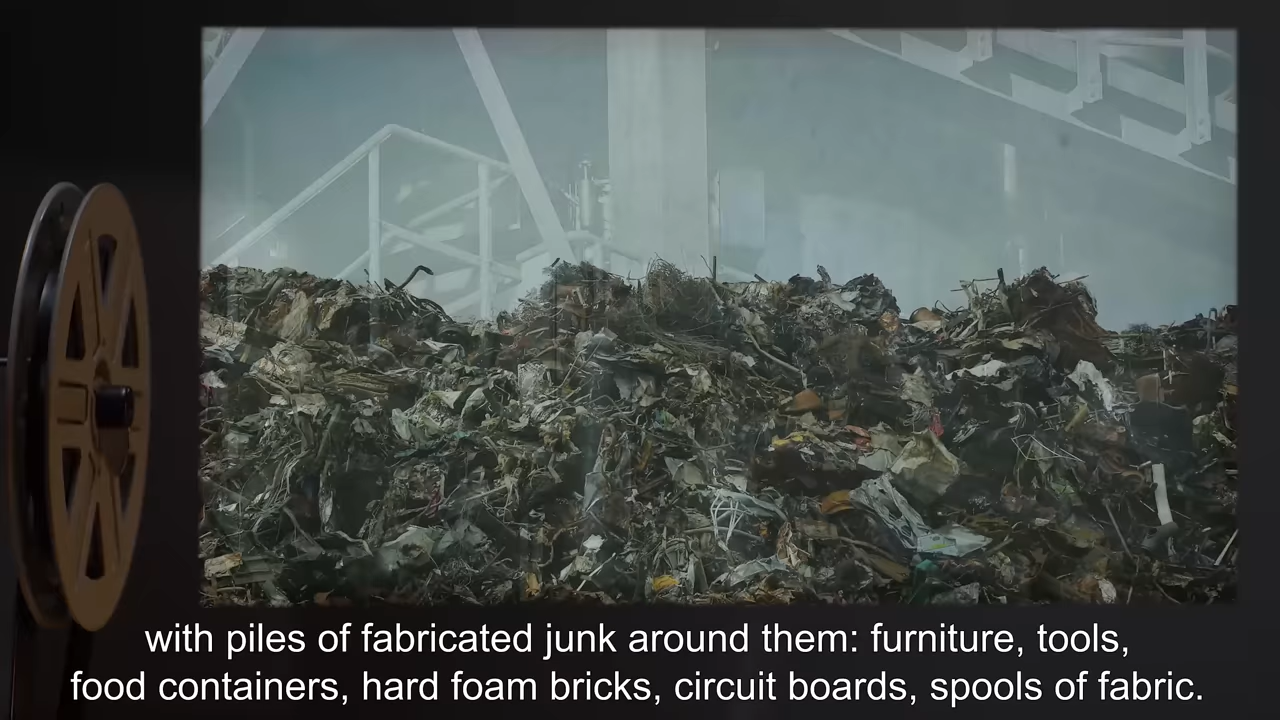 with piles of fabricated junk around them: furniture, tools,
food containers, hard foam bricks, circuit boards, spools of fabric.